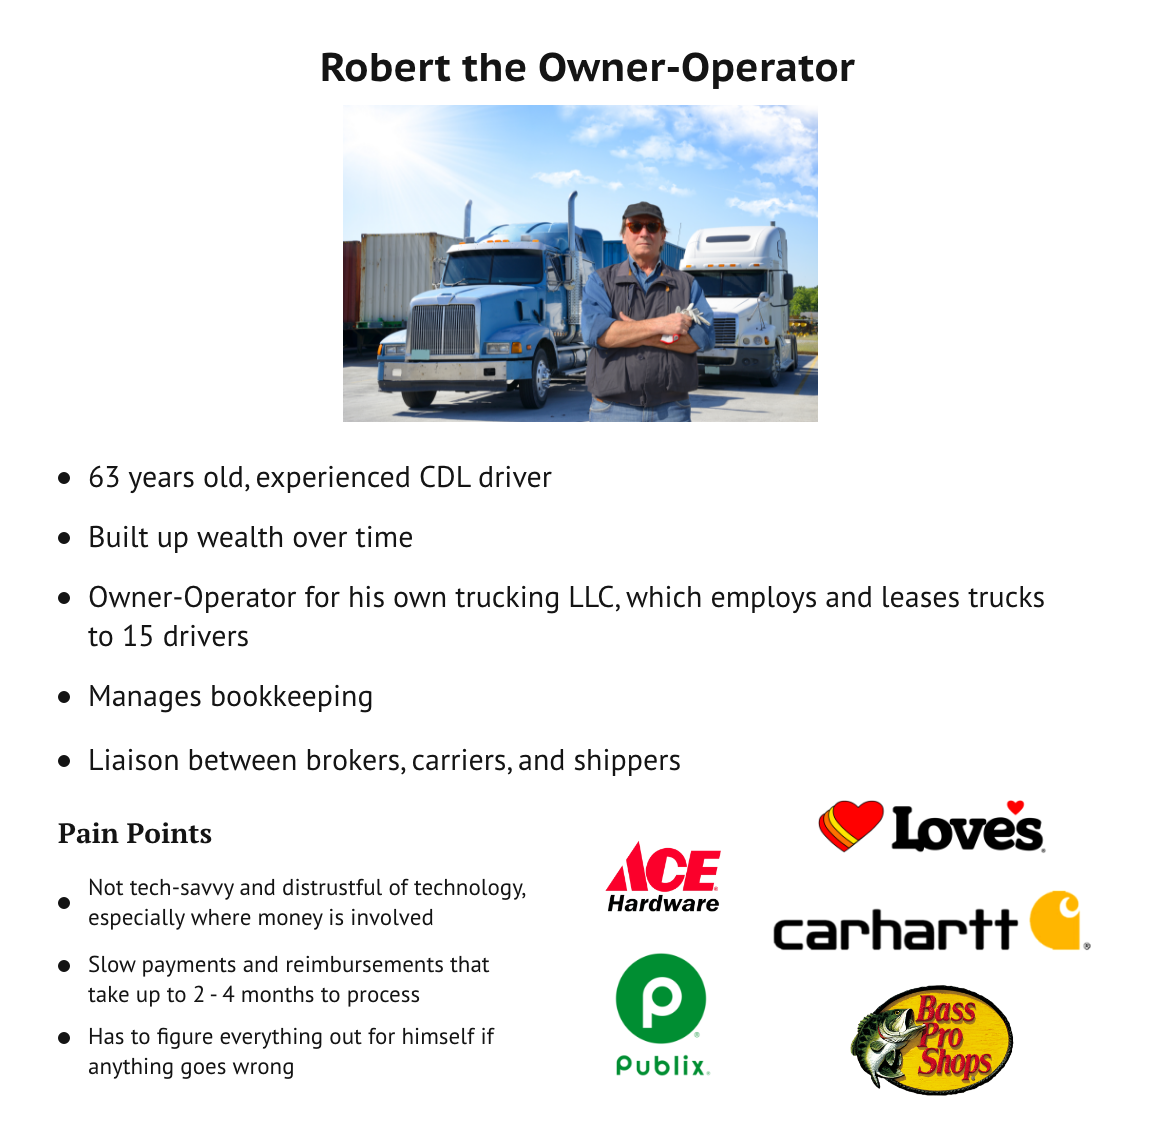 Robert the Owner-Operator
63 years old, experienced CDL driver
Built up wealth over time
Owner-Operator for his own trucking LLC, which employs and leases trucks
to 15 drivers
Manages bookkeeping
Liaison between brokers, carriers, and shippers
Pain Points
Not tech-savvy and distrustful of technology,
especially where money is involved
Slow payments and reimbursements that
take up to 2 - 4 months to process
Has to figure everything out for himself if
anything goes wrong
Love's
ACE
Hardware
carhartt
P
Publix
Bass
Pro
Shops